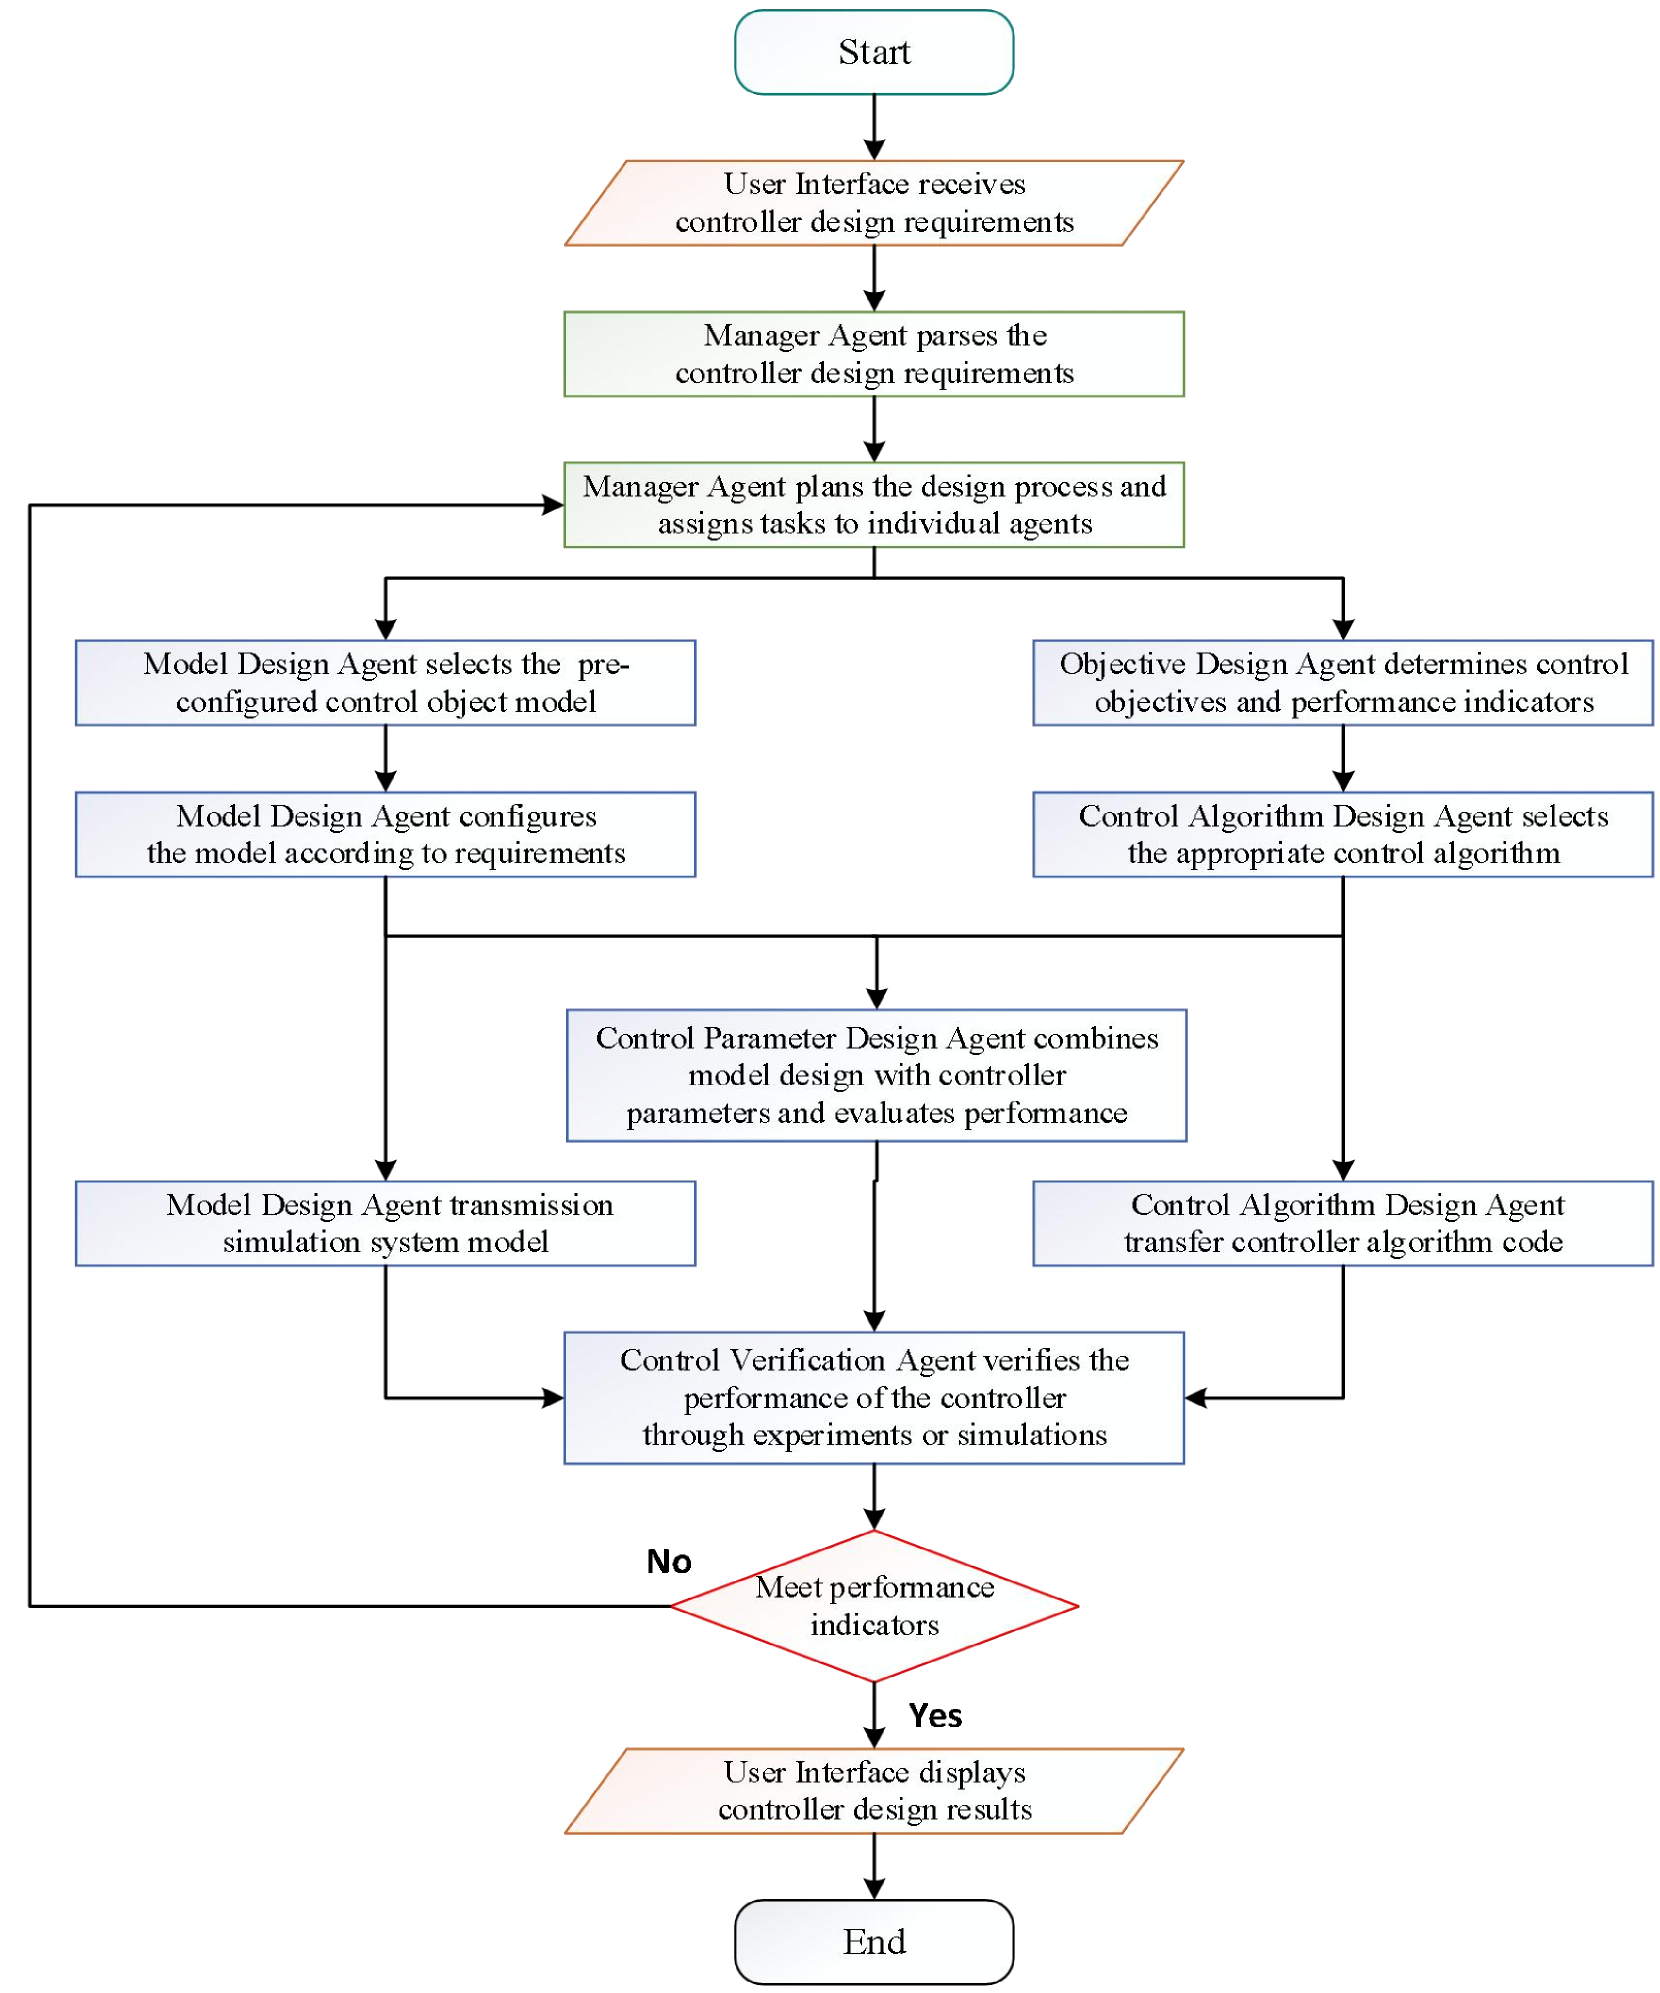 Start
User Interface receives
controller design requirements
Manager Agent parses the
controller design requirements
Manager Agent plans the design process and
assigns tasks to individual agents
Model Design Agent selects the  pre-
configured control object model
Objective Design Agent determines control
objectives and performance indicators
Model Design Agent configures
the model according to requirements
Control Algorithm Design Agent selects
the appropriate control algorithm
Control Parameter Design Agent combines
model design with controller
parameters and evaluates performance
Model Design Agent transmission
simulation system model
Control Algorithm Design Agent
transfer controller algorithm code
Control Verification Agent verifies the
performance of the controller
through experiments or simulations
No
Meet performance
indicators
Yes
User Interface displays
controller design results
End